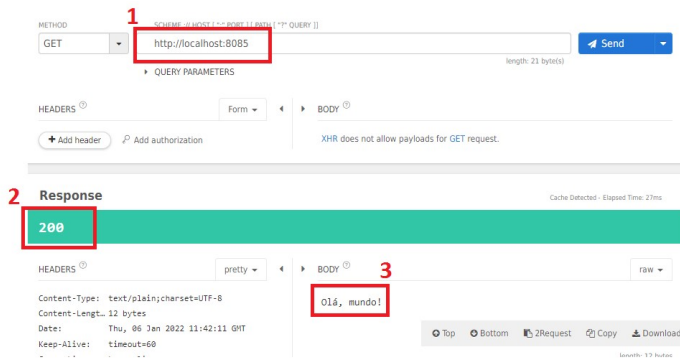 1
METHOD
SCHEME :// HOST [ ":" PORT ] [ PATH [ "?" QUERY ]]
GET
http://localhost:8085
Send
length: 21 byte(s)
QUERY PARAMETERS
HEADERS
Form
BODY
Add header
Add authorization
XHR does not allow payloads for GET request.
2
Response
Cache Detected - Elapsed Time: 27ms
200
HEADERS
pretty
BODY
3
raw
Content-Type: text/plain;charset=UTF-8
Olá, mundo!
Content-Lengt… 12 bytes
Date: Thu, 06 Jan 2022 11:42:11 GMT
Top
Bottom
2Request
Copy
Download
Keep-Alive: timeout=60
length: 12 bytes